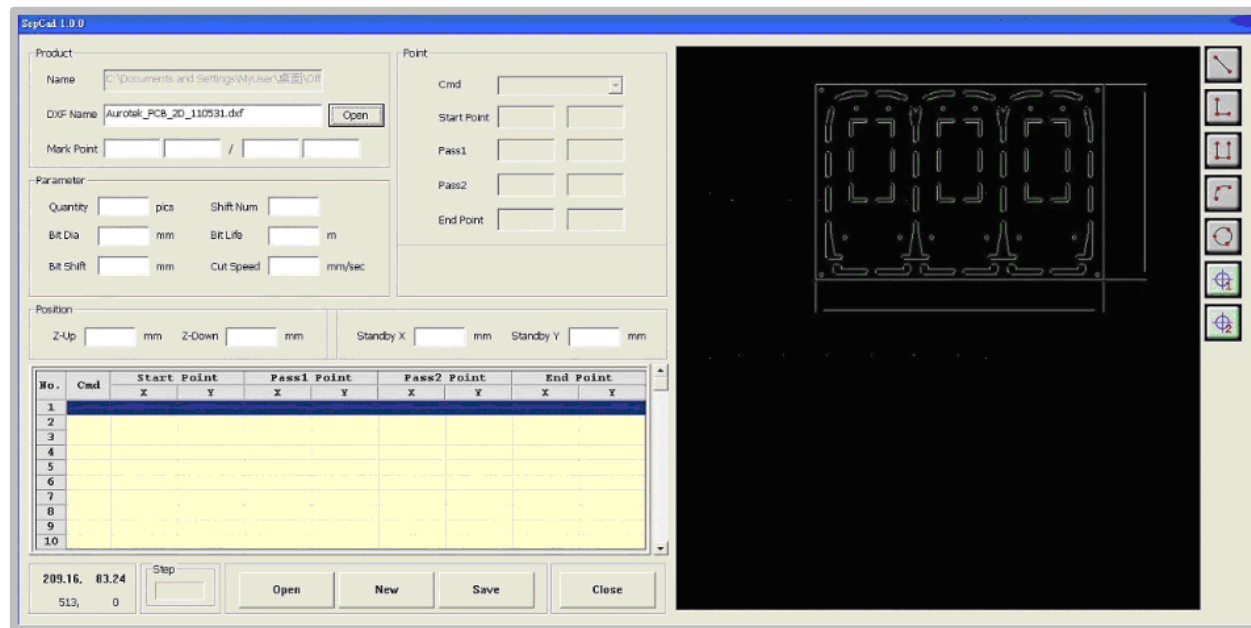 SepCad 1.0.0
Product
Name C:\Documents and Settings\MyUser\桌面\Off
DXF Name Aurotek_PCB_2D_110531.dxf Open
Mark Point /
Point
Cmd
Start Point
Pass1
Pass2
End Point
Parameter
Quantity pics Shift Num
Bit Dia mm Bit Life m
Bit Shift mm Cut Speed mm/sec
Position
Z-Up mm Z-Down mm Standby X mm Standby Y mm
No. Cmd Start Point Pass1 Point Pass2 Point End Point
X Y X Y X Y X Y
1
2
3
4
5
6
7
8
9
10
209.16, 83.24
513, 0
Step
Open New Save Close
1
2